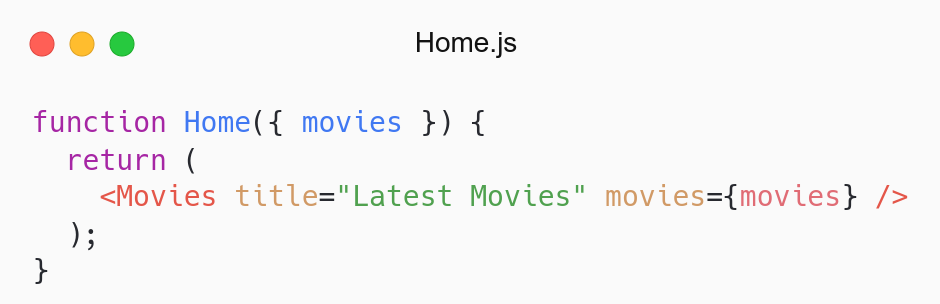 Home.js
function Home({ movies }) {
  return (
    <Movies title="Latest Movies" movies={movies} />
  );
}